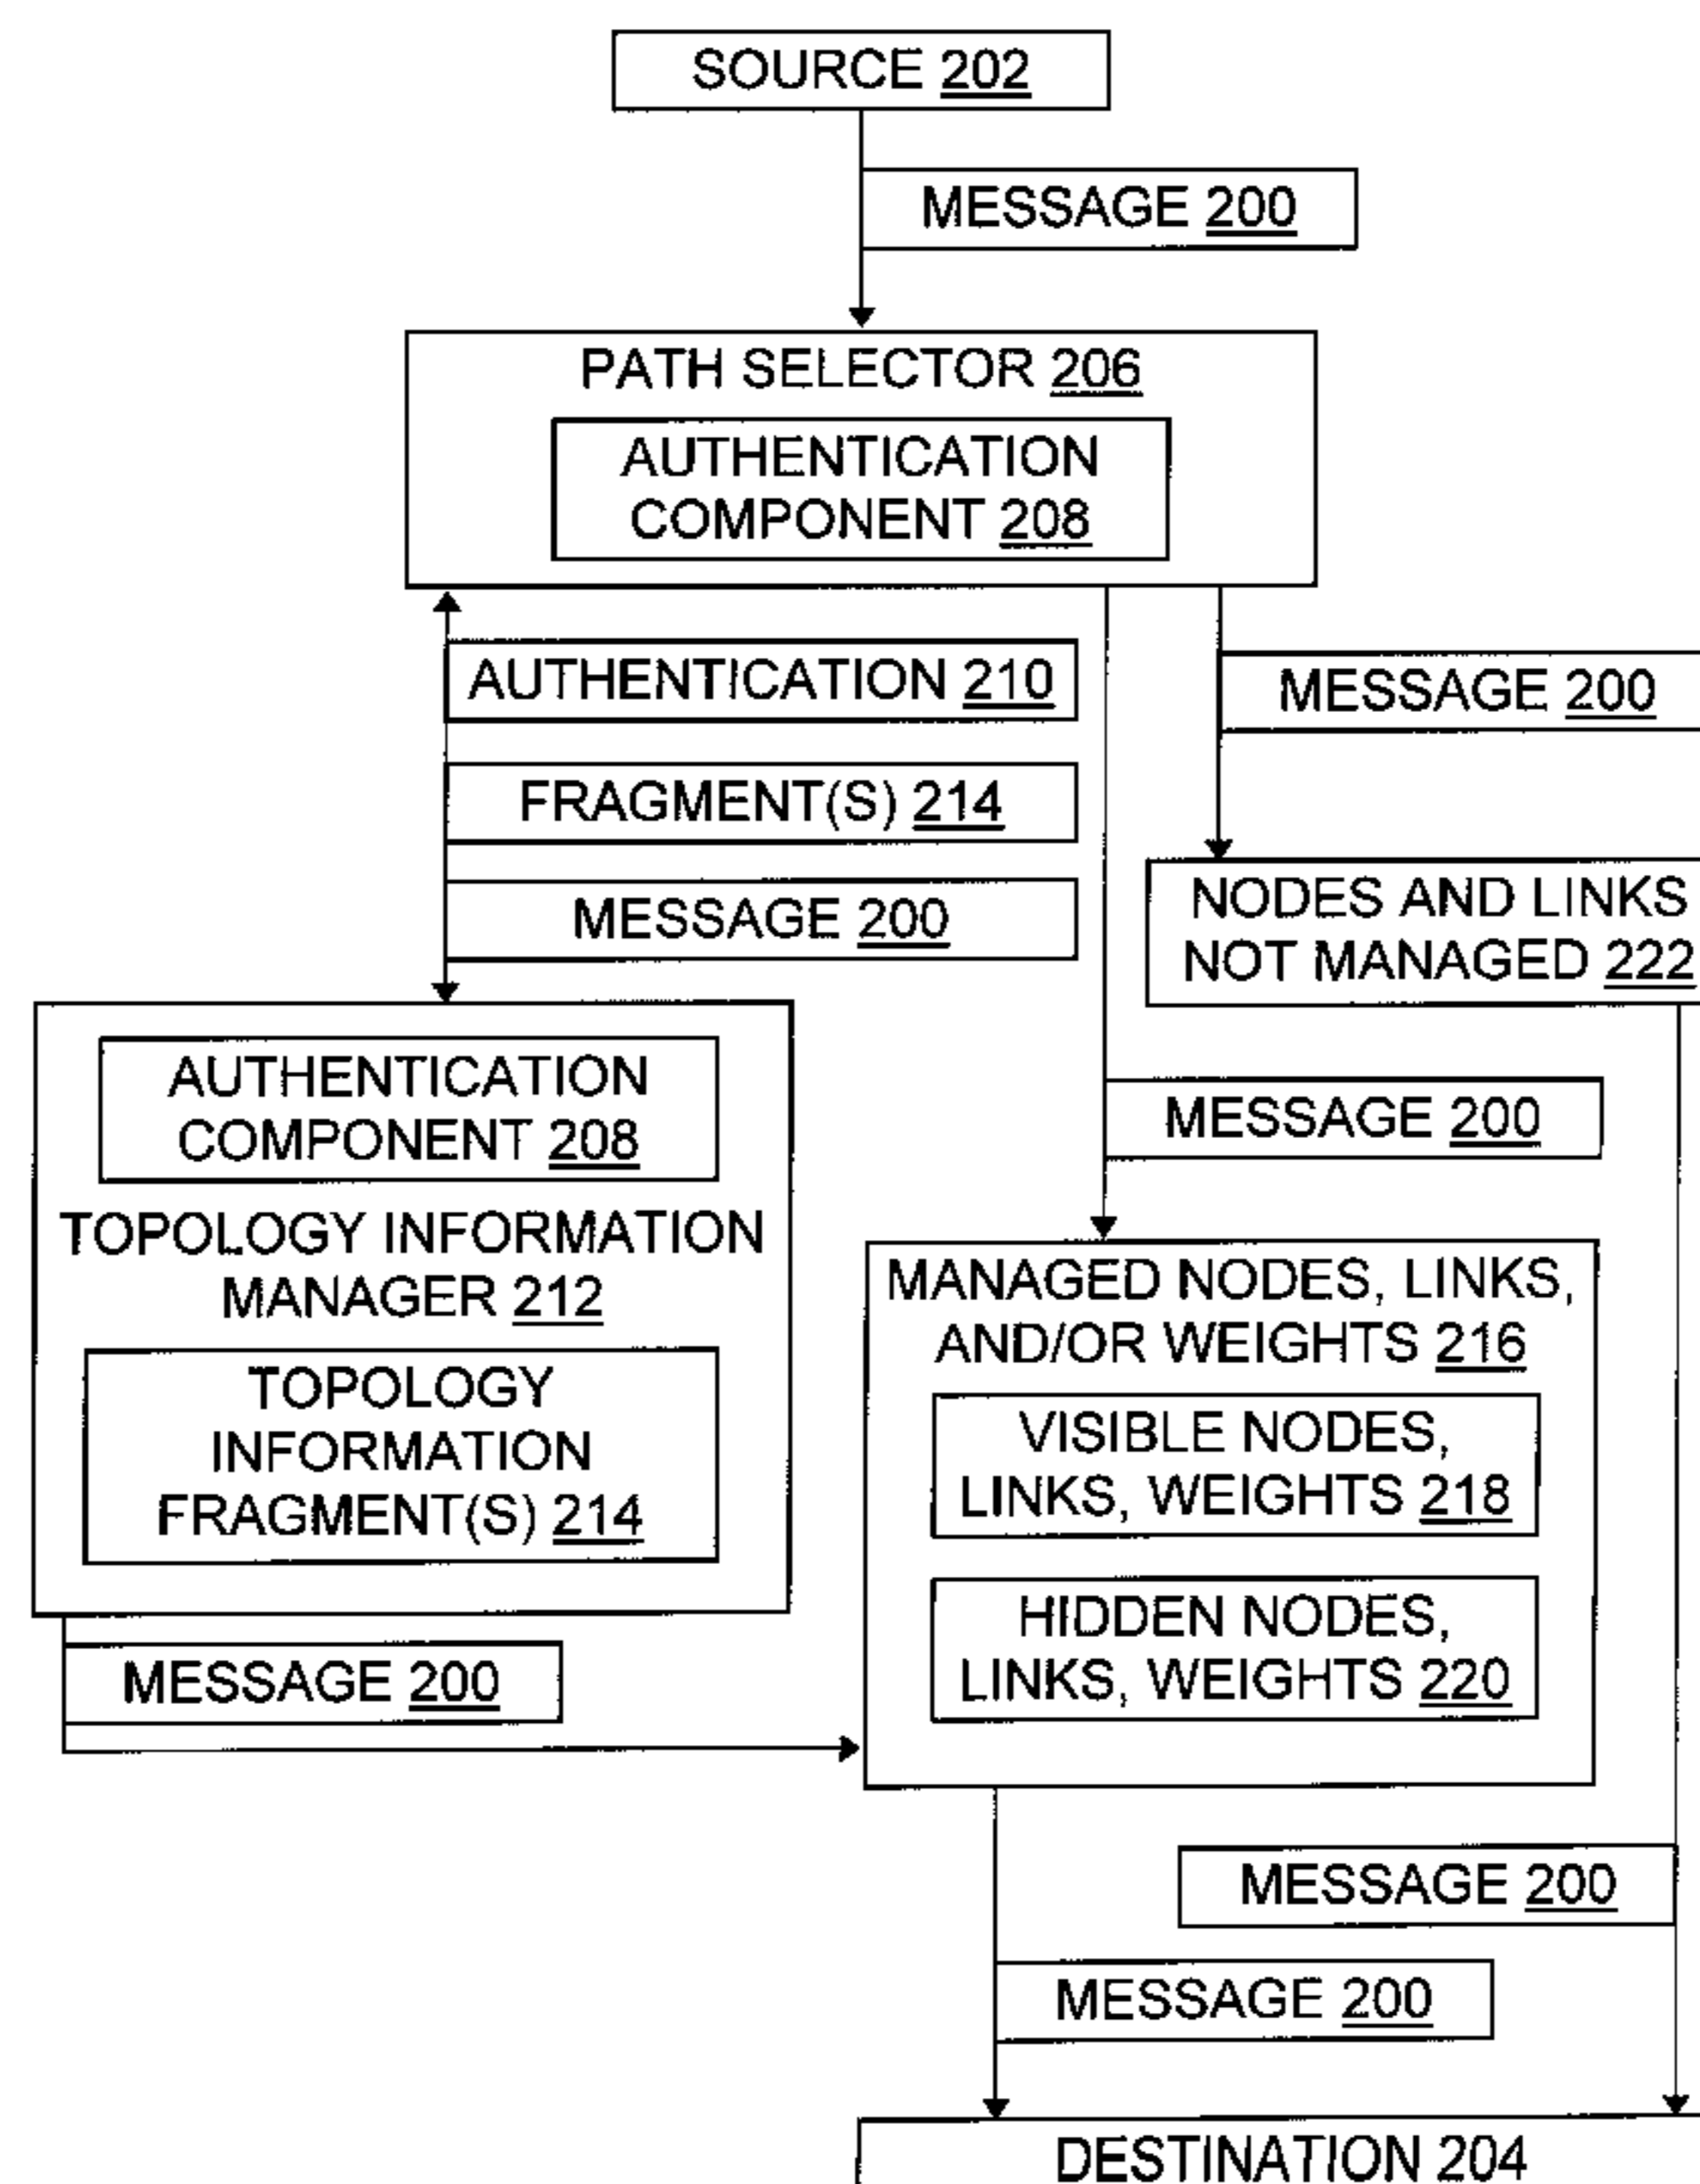 SOURCE 202
MESSAGE 200
PATH SELECTOR 206
AUTHENTICATION
COMPONENT 208
AUTHENTICATION 210
MESSAGE 200
FRAGMENT(S) 214
MESSAGE 200
NODES AND LINKS
NOT MANAGED 222
AUTHENTICATION
COMPONENT 208
MESSAGE 200
TOPOLOGY INFORMATION
MANAGER 212
MANAGED NODES, LINKS,
AND/OR WEIGHTS 216
TOPOLOGY
INFORMATION
FRAGMENT(S) 214
VISIBLE NODES,
LINKS, WEIGHTS 218
HIDDEN NODES,
LINKS, WEIGHTS 220
MESSAGE 200
MESSAGE 200
MESSAGE 200
DESTINATION 204